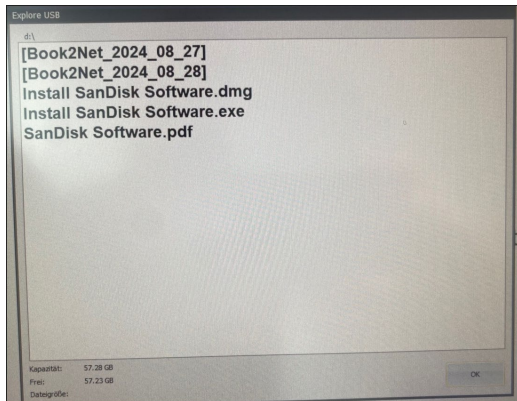 Explore USB
d:\
[Book2Net_2024_08_27]
[Book2Net_2024_08_28]
Install SanDisk Software.dmg
Install SanDisk Software.exe
SanDisk Software.pdf
Kapazität: 57.28 GB
Frei: 57.23 GB
Dateigröße:
OK